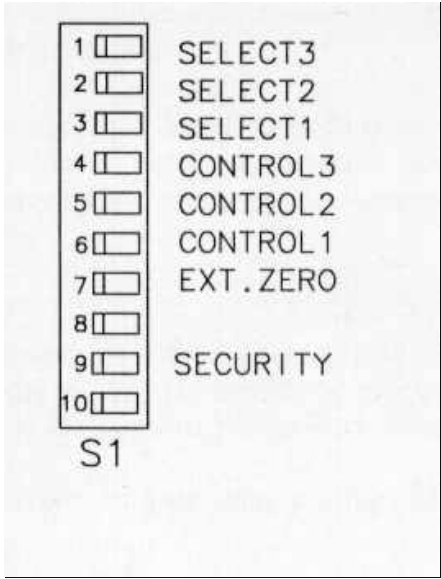 1 SELECT3
2 SELECT2
3 SELECT1
4 CONTROL3
5 CONTROL2
6 CONTROL1
7 EXT.ZERO
8
9 SECURITY
10
S1